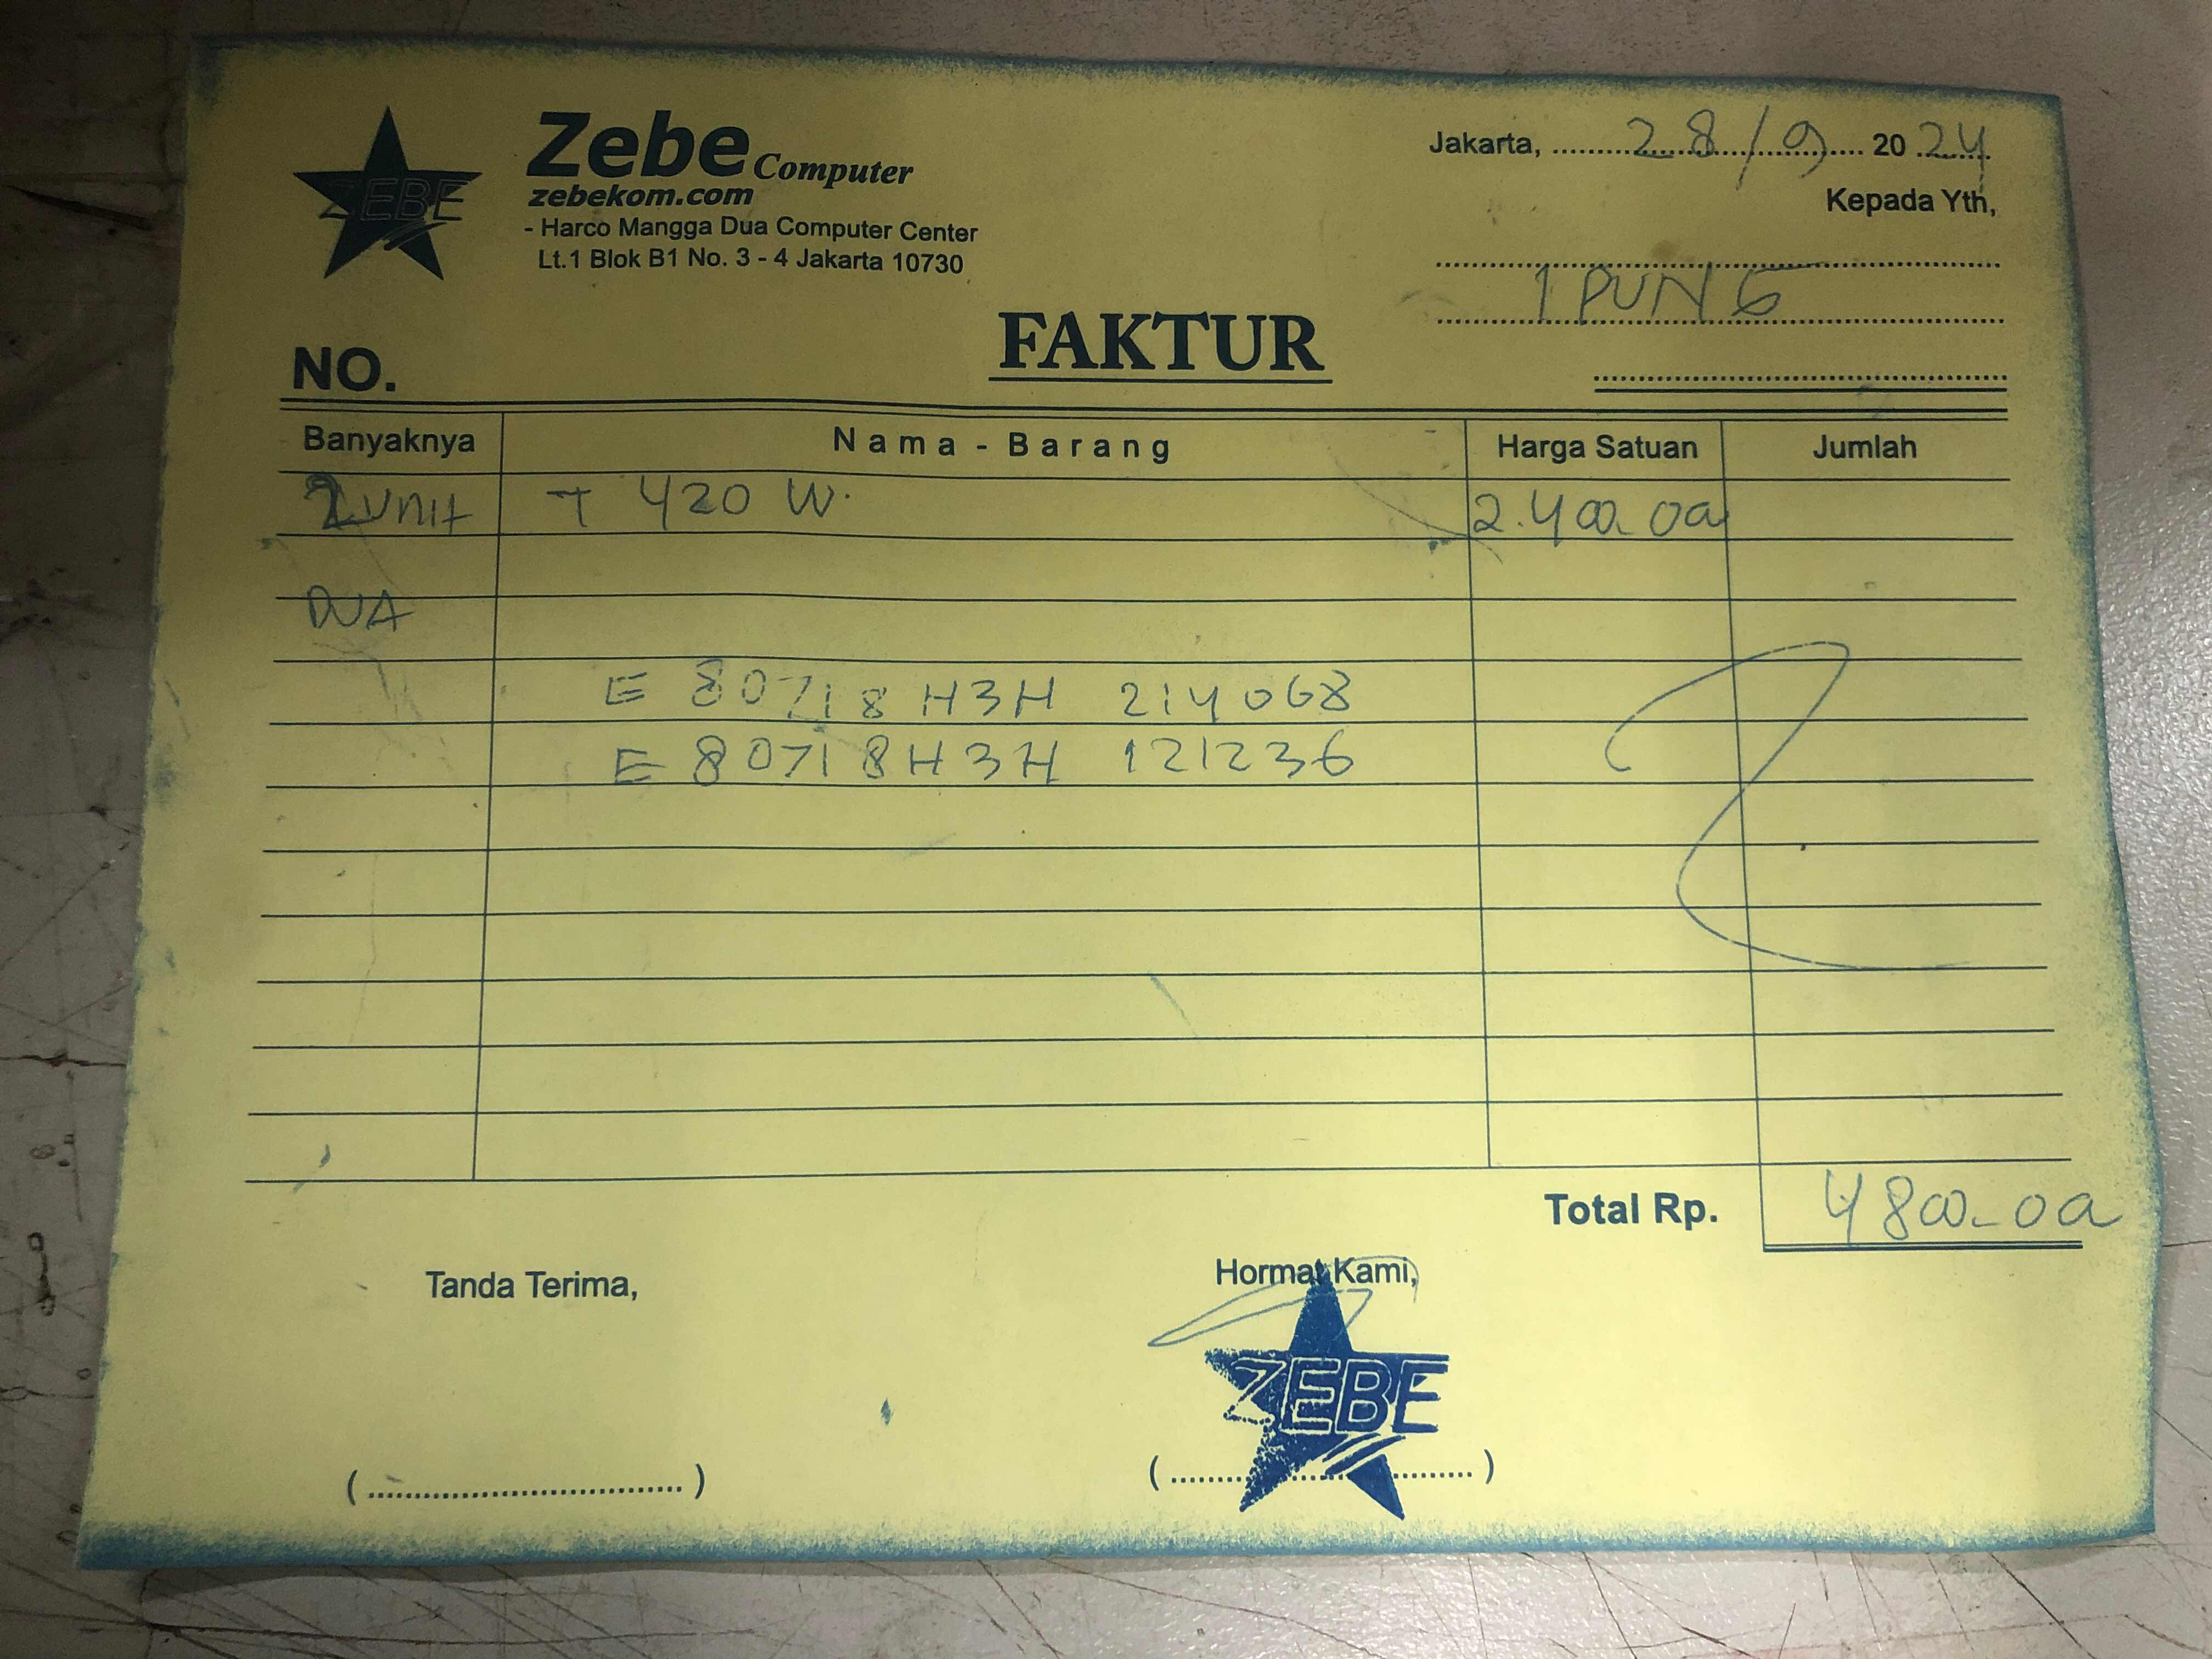 ZEBE
Zebe Computer
zebekom.com
- Harco Mangga Dua Computer Center
Lt.1 Blok B1 No. 3 - 4 Jakarta 10730
Jakarta, 28/9 2024
Kepada Yth,
IPUNG
FAKTUR
NO.
Banyaknya Nama - Barang Harga Satuan Jumlah
2 unit T 420 W. 2.400.000
DUA
E 80718H3H 214068
E 80718H3H 121236
Total Rp. 4800.000
Tanda Terima, Hormat Kami,
ZEBE
(....................) (....................)